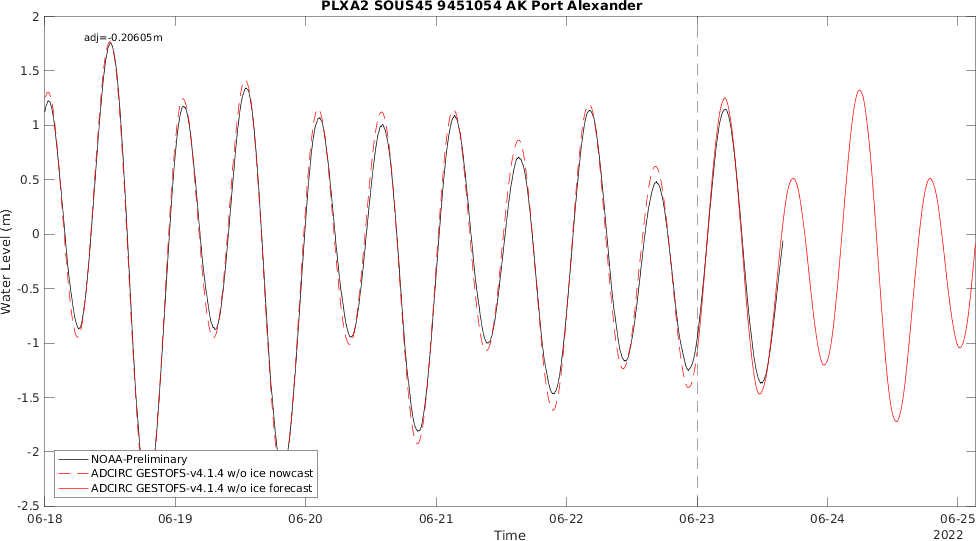 PLXA2 SOUS45 9451054 AK Port Alexander
adj=-0.20605m
2
1.5
1
0.5
0
-0.5
-1
-1.5
-2
-2.5
Water Level (m)
NOAA-Preliminary
ADCIRC GESTOFS-v4.1.4 w/o ice nowcast
ADCIRC GESTOFS-v4.1.4 w/o ice forecast
06-18 06-19 06-20 06-21 06-22 06-23 06-24 06-25
Time
2022